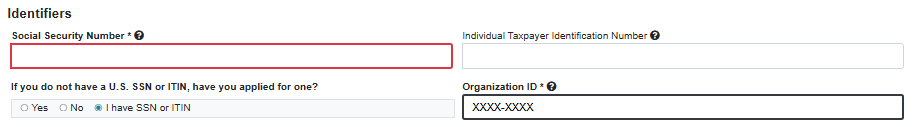 Identifiers
Social Security Number * ?
Individual Taxpayer Identification Number ?
If you do not have a U.S. SSN or ITIN, have you applied for one?
Yes No I have SSN or ITIN
Organization ID * ?
XXXX-XXXX